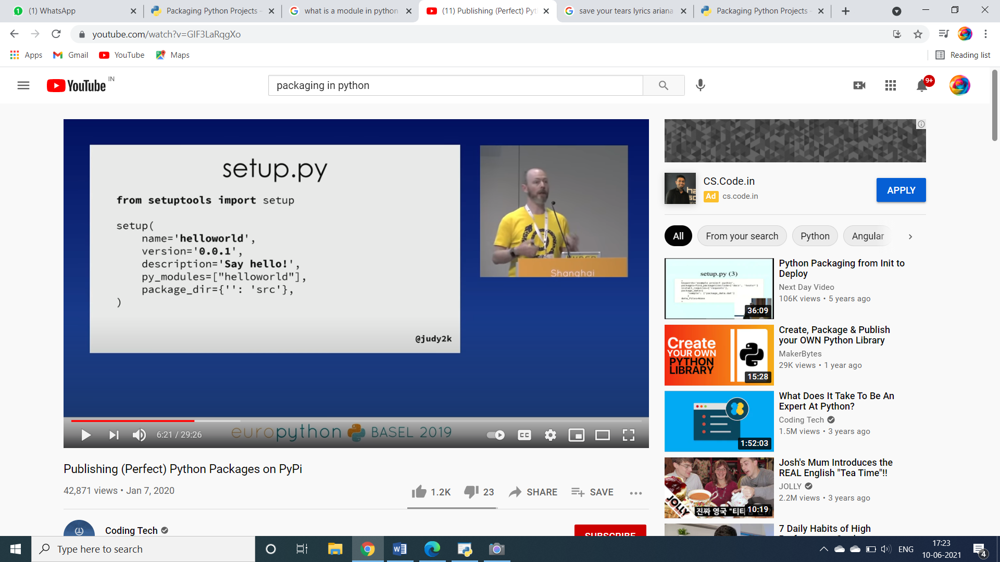 (1) WhatsApp
Packaging Python Projects -
what is a module in python
(11) Publishing (Perfect) Pyt
save your tears lyrics ariana
Packaging Python Projects -
youtube.com/watch?v=GIF3LaRqgXo
Apps
Gmail
YouTube
Maps
Reading list
YouTube IN
packaging in python
9+
setup.py
from setuptools import setup
setup(
name='helloworld',
version='0.0.1',
description='Say hello!',
py_modules=["helloworld"],
package_dir={'': 'src'},
)
@judy2k
Shanghai
6:21 / 29:26
CC
europython BASEL 2019
Publishing (Perfect) Python Packages on PyPi
42,871 views • Jan 7, 2020
1.2K
23
SHARE
SAVE
Coding Tech
SUBSCRIBE
CS.Code.in
Ad cs.code.in
APPLY
All
From your search
Python
Angular
setup.py (3)
36:09
Python Packaging from Init to
Deploy
Next Day Video
106K views • 5 years ago
Create
YOUR OWN
PYTHON
LIBRARY
15:28
Create, Package & Publish
your OWN Python Library
MakerBytes
29K views • 1 year ago
1:52:03
What Does It Take To Be An
Expert At Python?
Coding Tech
1.5M views • 3 years ago
JOLLY
진짜 영국 "티타
10:19
Josh's Mum Introduces the
REAL English "Tea Time"!!
JOLLY
2.2M views • 3 years ago
7 Daily Habits of High
Type here to search
ENG
17:23
10-06-2021
4